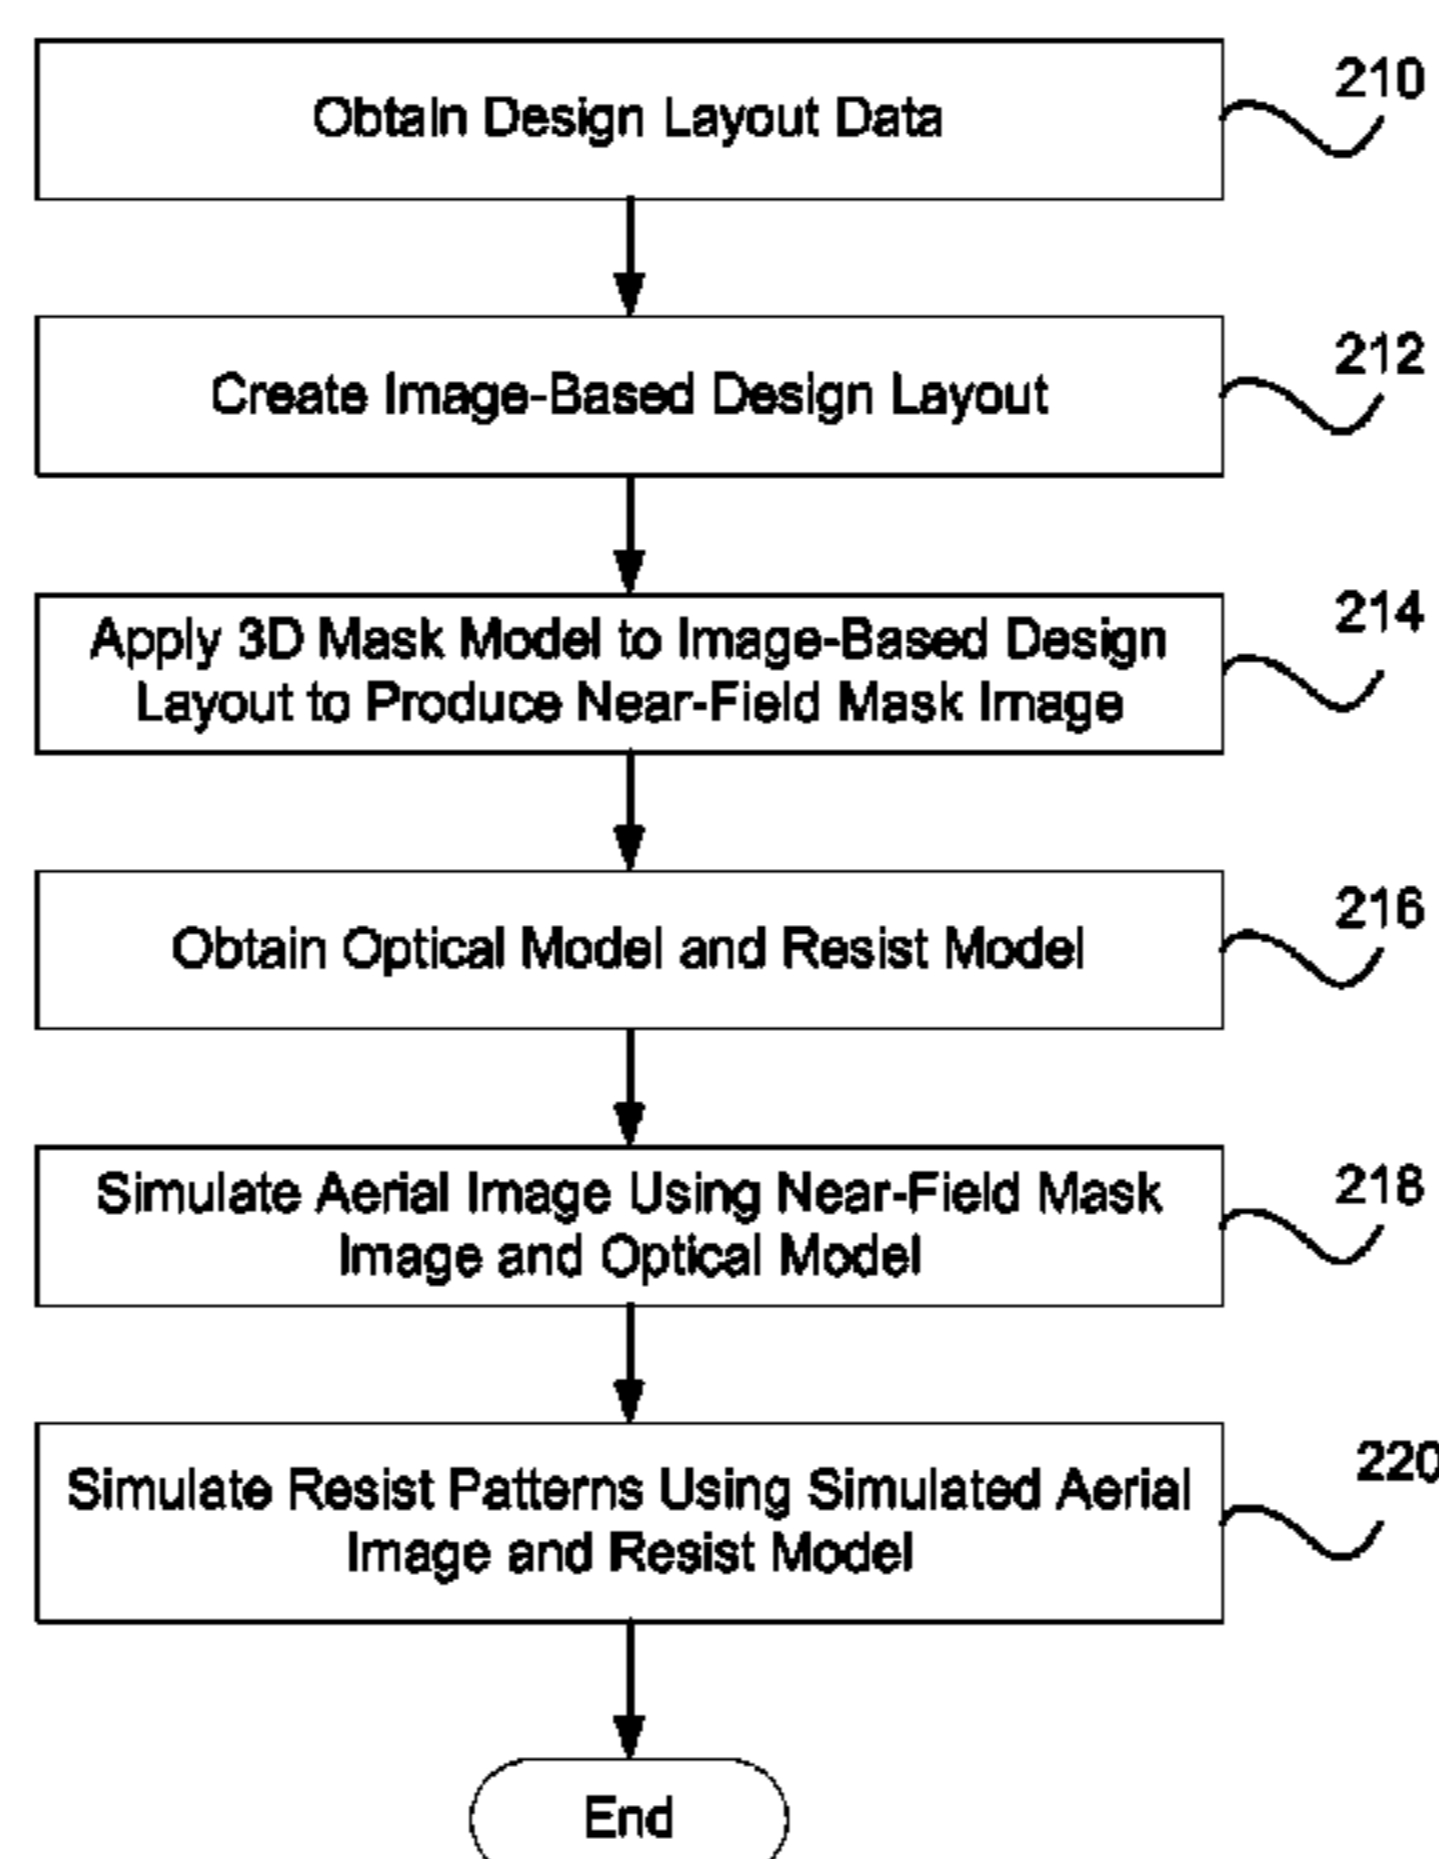 Obtain Design Layout Data
210
Create Image-Based Design Layout
212
Apply 3D Mask Model to Image-Based Design
Layout to Produce Near-Field Mask Image
214
Obtain Optical Model and Resist Model
216
Simulate Aerial Image Using Near-Field Mask
Image and Optical Model
218
Simulate Resist Patterns Using Simulated Aerial
Image and Resist Model
220
End